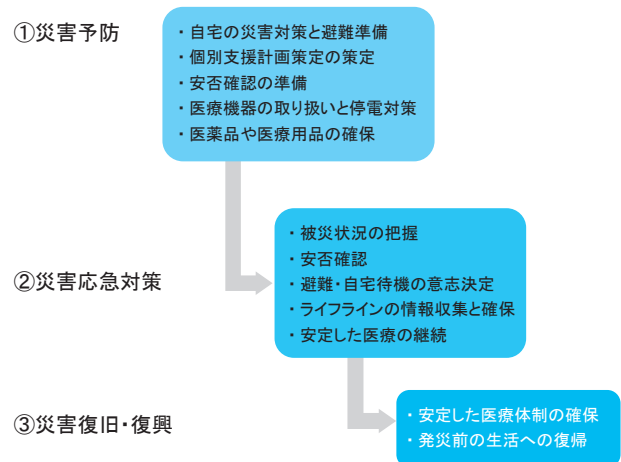 ①災害予防
・自宅の災害対策と避難準備
・個別支援計画策定の策定
・安否確認の準備
・医療機器の取り扱いと停電対策
・医薬品や医療用品の確保
②災害応急対策
・被災状況の把握
・安否確認
・避難・自宅待機の意志決定
・ライフラインの情報収集と確保
・安定した医療の継続
③災害復旧・復興
・安定した医療体制の確保
・発災前の生活への復帰